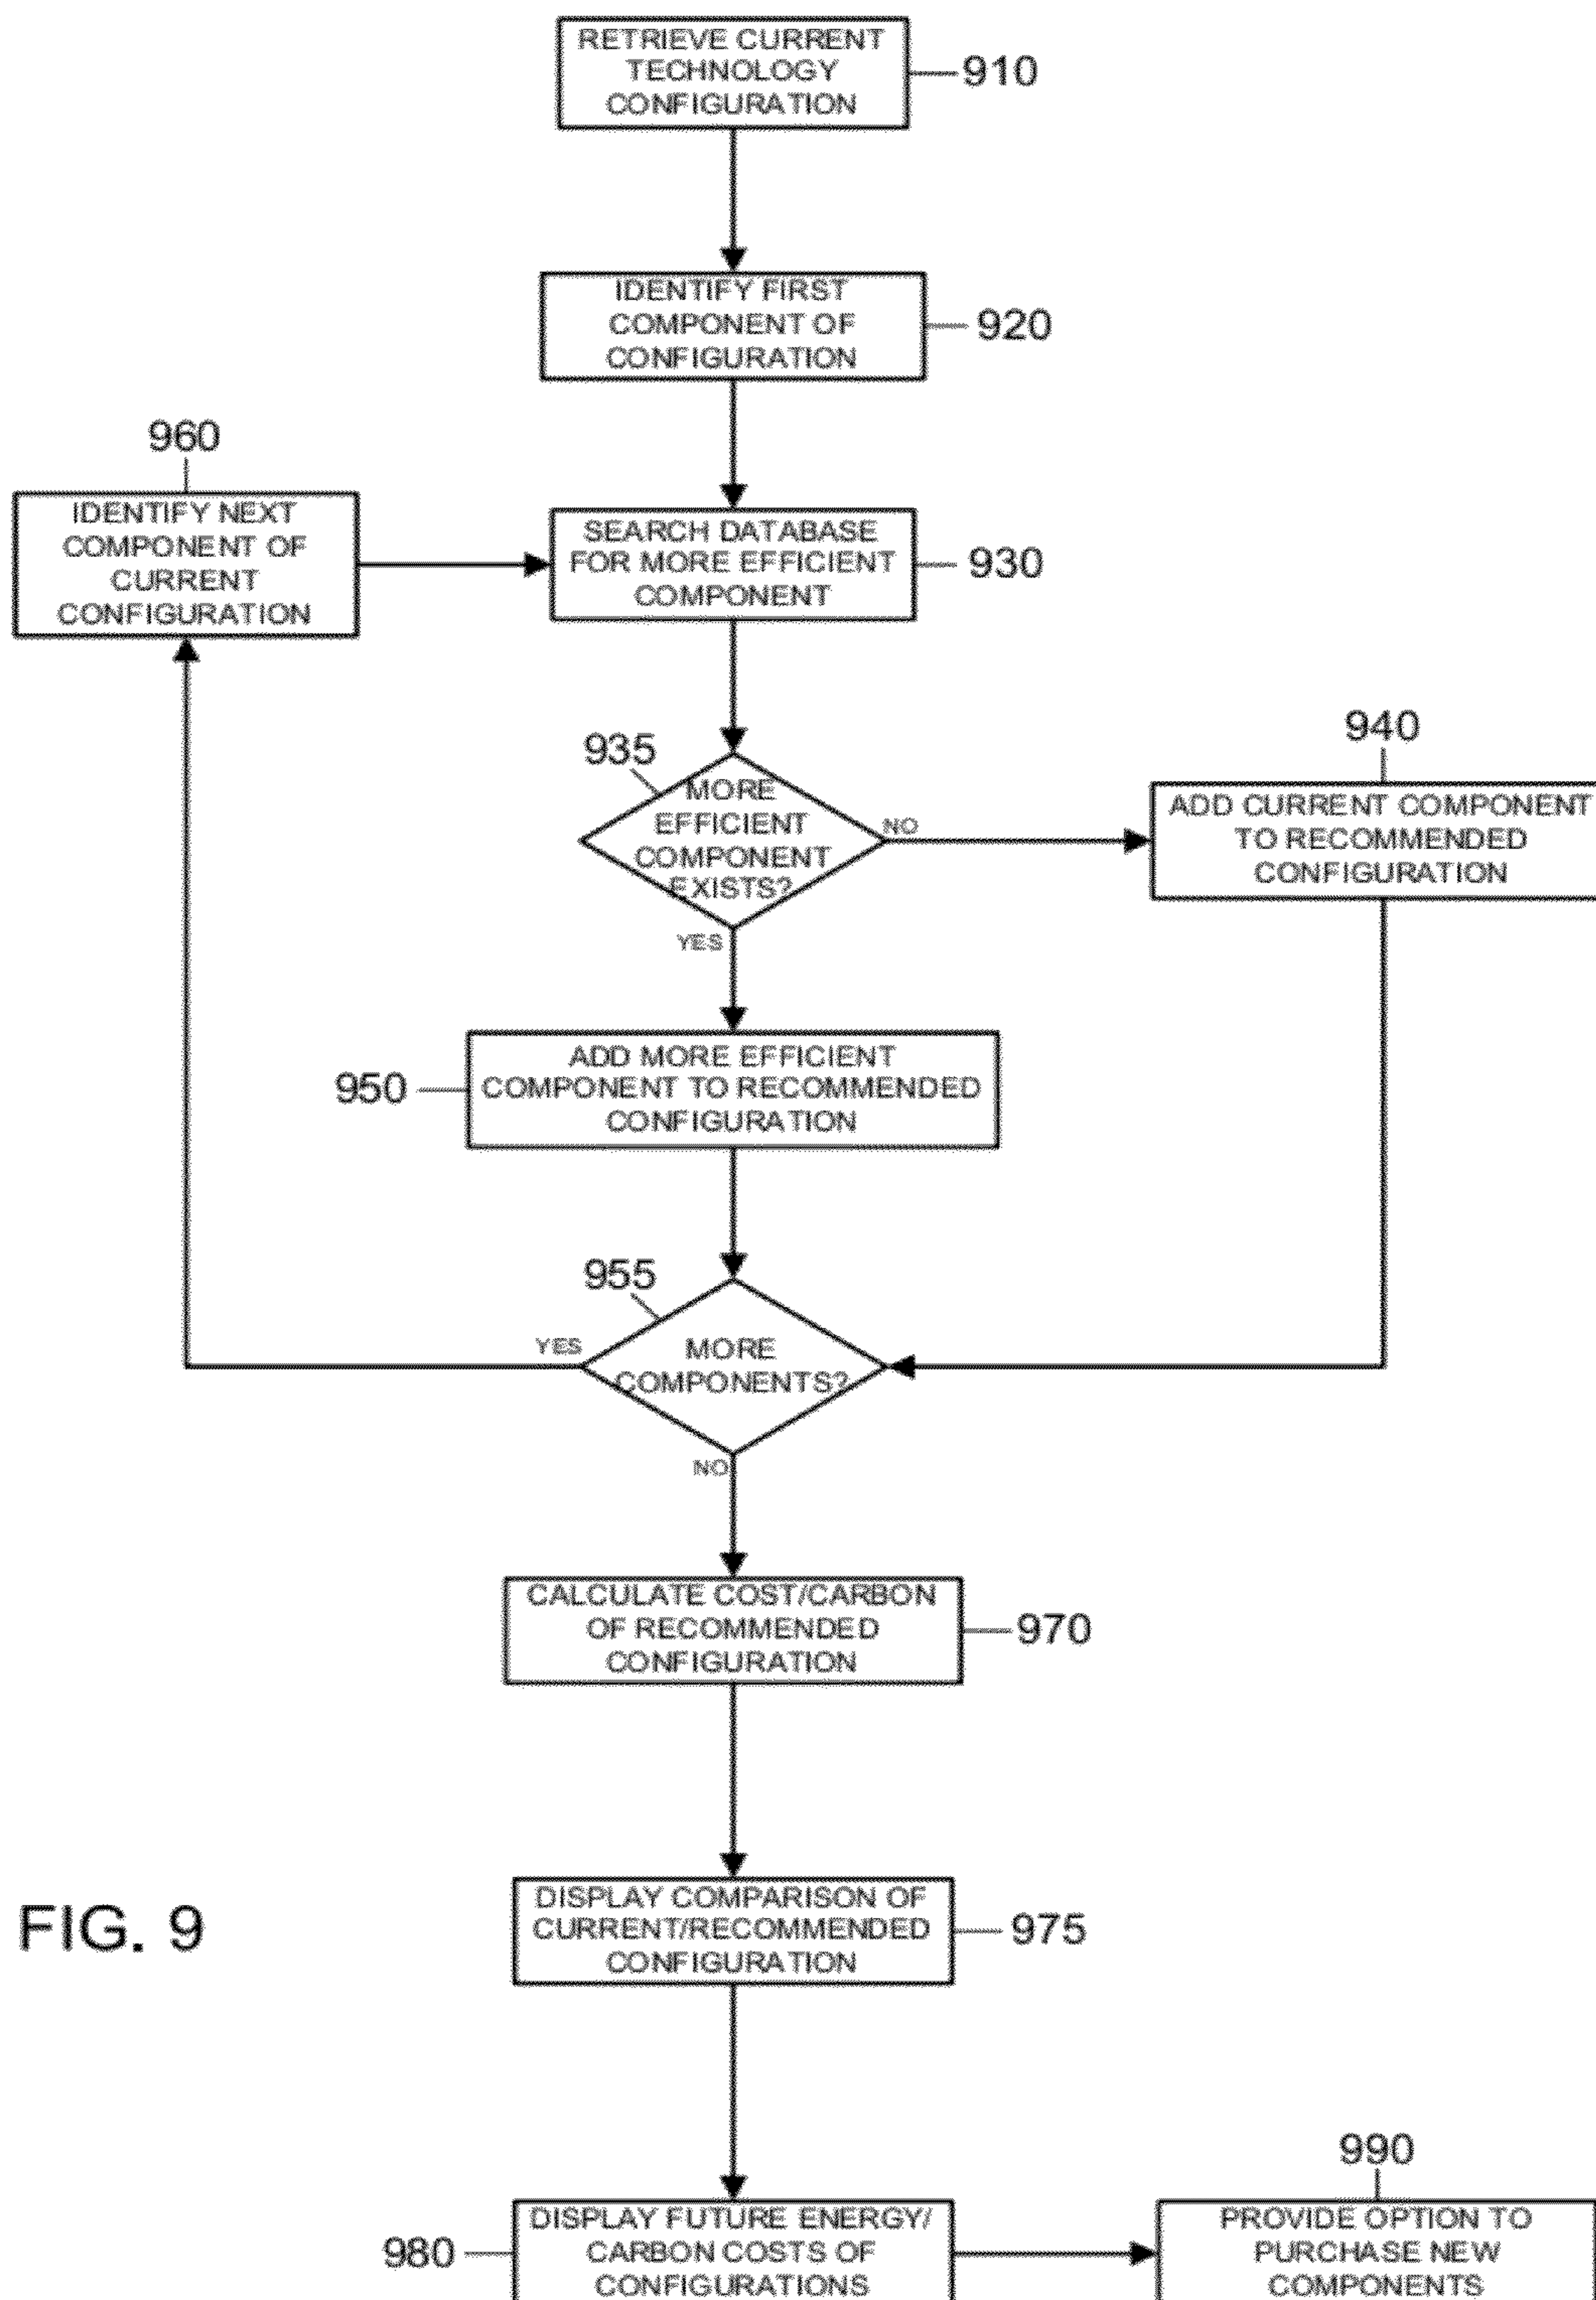 RETRIEVE CURRENT
TECHNOLOGY
CONFIGURATION
910
IDENTIFY FIRST
COMPONENT OF
CONFIGURATION
920
960
IDENTIFY NEXT
COMPONENT OF
CURRENT
CONFIGURATION
SEARCH DATABASE
FOR MORE EFFICIENT
COMPONENT
930
935
MORE
EFFICIENT
COMPONENT
EXISTS?
NO
YES
940
ADD CURRENT COMPONENT
TO RECOMMENDED
CONFIGURATION
950
ADD MORE EFFICIENT
COMPONENT TO RECOMMENDED
CONFIGURATION
955
YES
MORE
COMPONENTS?
NO
CALCULATE COST/CARBON
OF RECOMMENDED
CONFIGURATION
970
FIG. 9
DISPLAY COMPARISON OF
CURRENT/RECOMMENDED
CONFIGURATION
975
980
DISPLAY FUTURE ENERGY/
CARBON COSTS OF
CONFIGURATIONS
990
PROVIDE OPTION TO
PURCHASE NEW
COMPONENTS